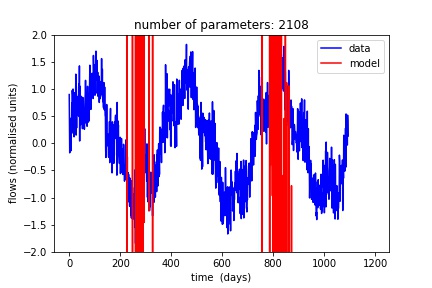 number of parameters: 2108
2.0
1.5
1.0
0.5
0.0
−0.5
−1.0
−1.5
−2.0
flows (normalised units)
data
model
0 200 400 600 800 1000 1200
time  (days)